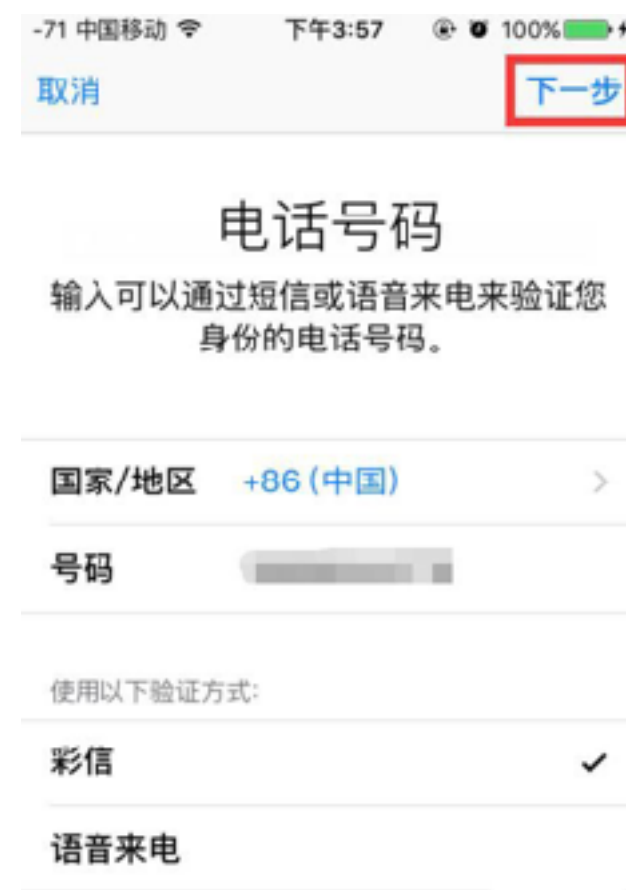 -71 中国移动 下午3:57 100%
取消 下一步
电话号码
输入可以通过短信或语音来电来验证您
身份的电话号码。
国家/地区 +86 (中国)
号码
使用以下验证方式:
彩信
语音来电